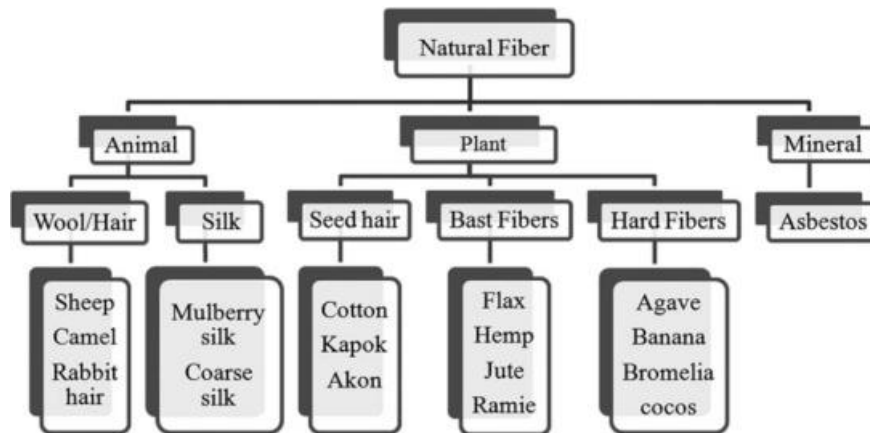 Natural Fiber
Animal
Plant
Mineral
Wool/Hair
Silk
Seed hair
Bast Fibers
Hard Fibers
Asbestos
Sheep
Camel
Rabbit
hair
Mulberry
silk
Coarse
silk
Cotton
Kapok
Akon
Flax
Hemp
Jute
Ramie
Agave
Banana
Bromelia
cocos